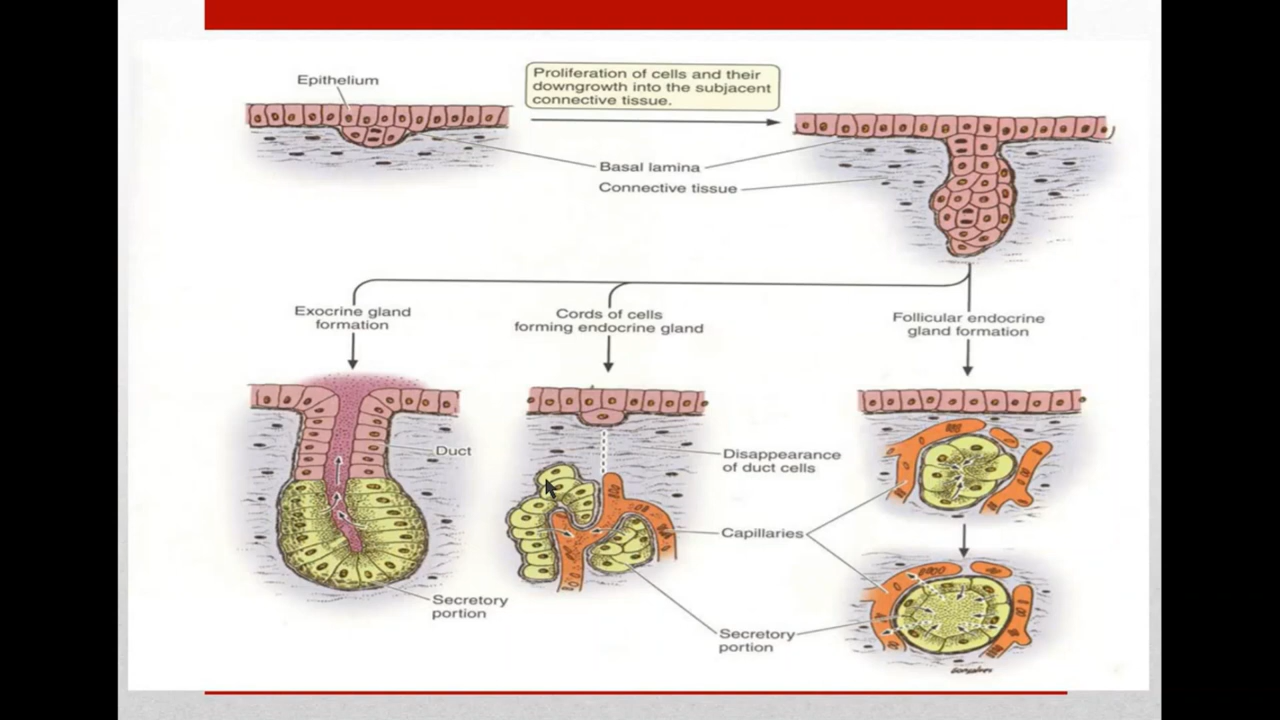 Epithelium
Proliferation of cells and their
downgrowth into the subjacent
connective tissue.
Basal lamina
Connective tissue
Exocrine gland
formation
Cords of cells
forming endocrine gland
Follicular endocrine
gland formation
Duct
Disappearance
of duct cells
Capillaries
Secretory
portion
Secretory
portion